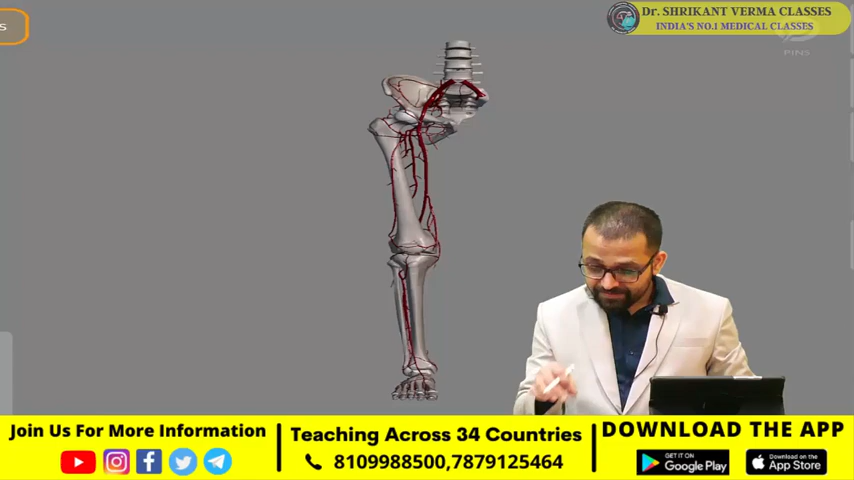 S
Dr. SHRIKANT VERMA CLASSES
INDIA'S NO.1 MEDICAL CLASSES
PINS
Join Us For More Information
Teaching Across 34 Countries
8109988500,7879125464
DOWNLOAD THE APP
GET IT ON
Google Play
Download on the
App Store